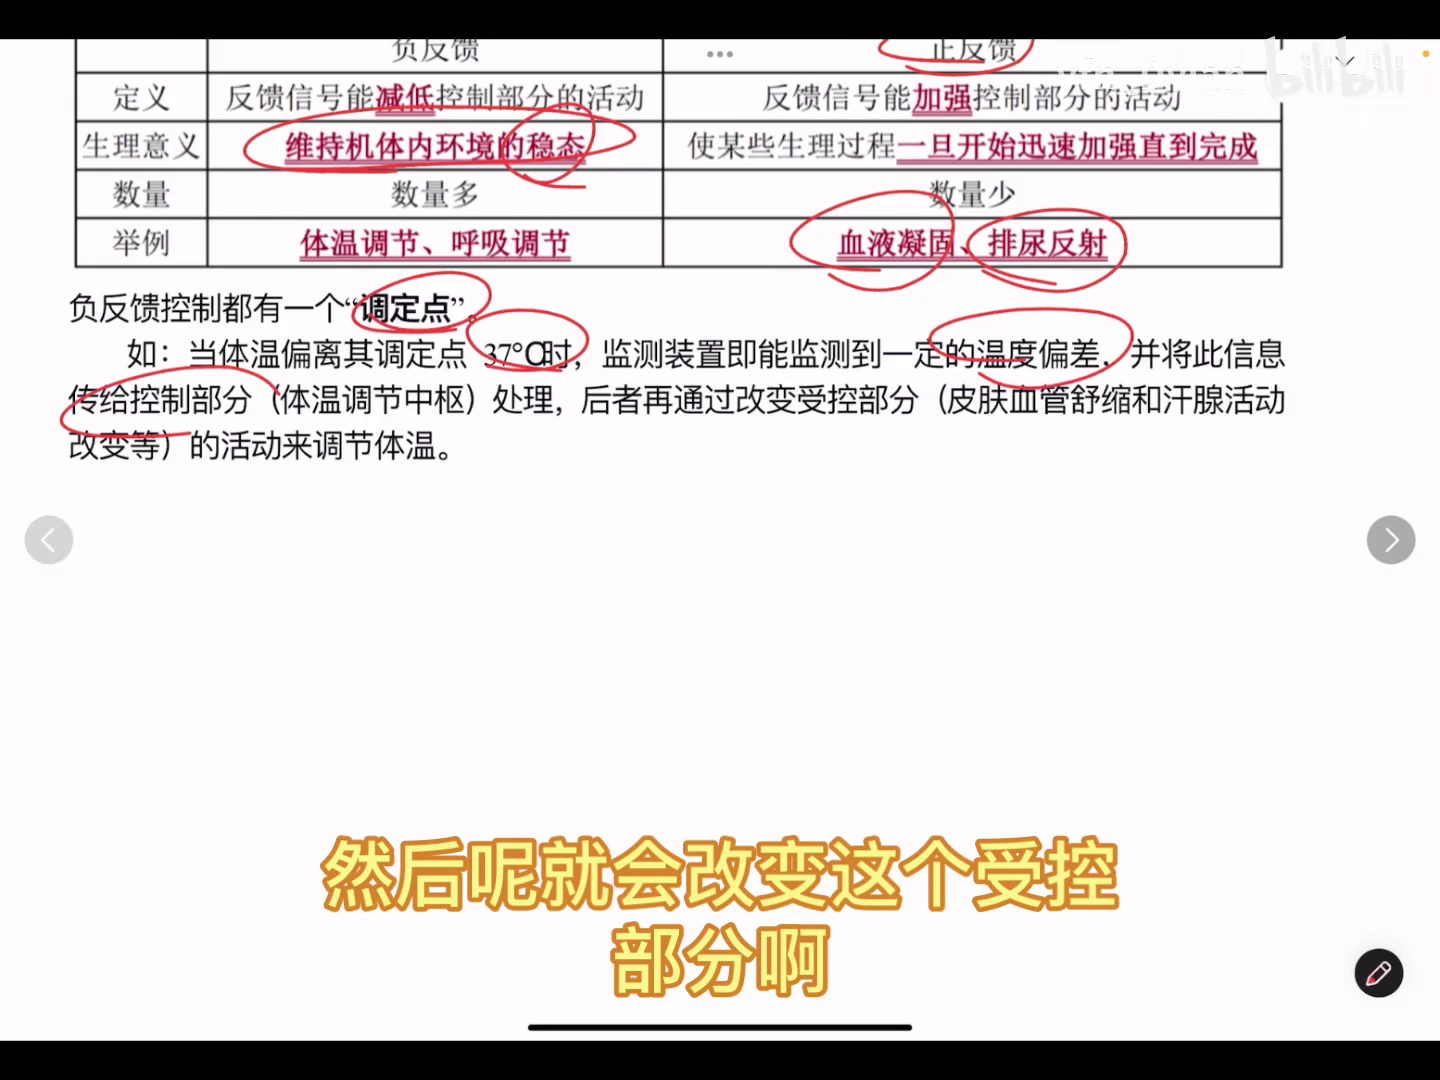 负反馈 正反馈
定义 反馈信号能减低控制部分的活动 反馈信号能加强控制部分的活动
生理意义 维持机体内环境的稳态 使某些生理过程一旦开始迅速加强直到完成
数量 数量多 数量少
举例 体温调节、呼吸调节 血液凝固、排尿反射
负反馈控制都有一个“调定点”。
如：当体温偏离其调定点 37℃时，监测装置即能监测到一定的温度偏差，并将此信息
传给控制部分（体温调节中枢）处理，后者再通过改变受控部分（皮肤血管舒缩和汗腺活动
改变等）的活动来调节体温。
然后呢就会改变这个受控
部分啊
bilibili